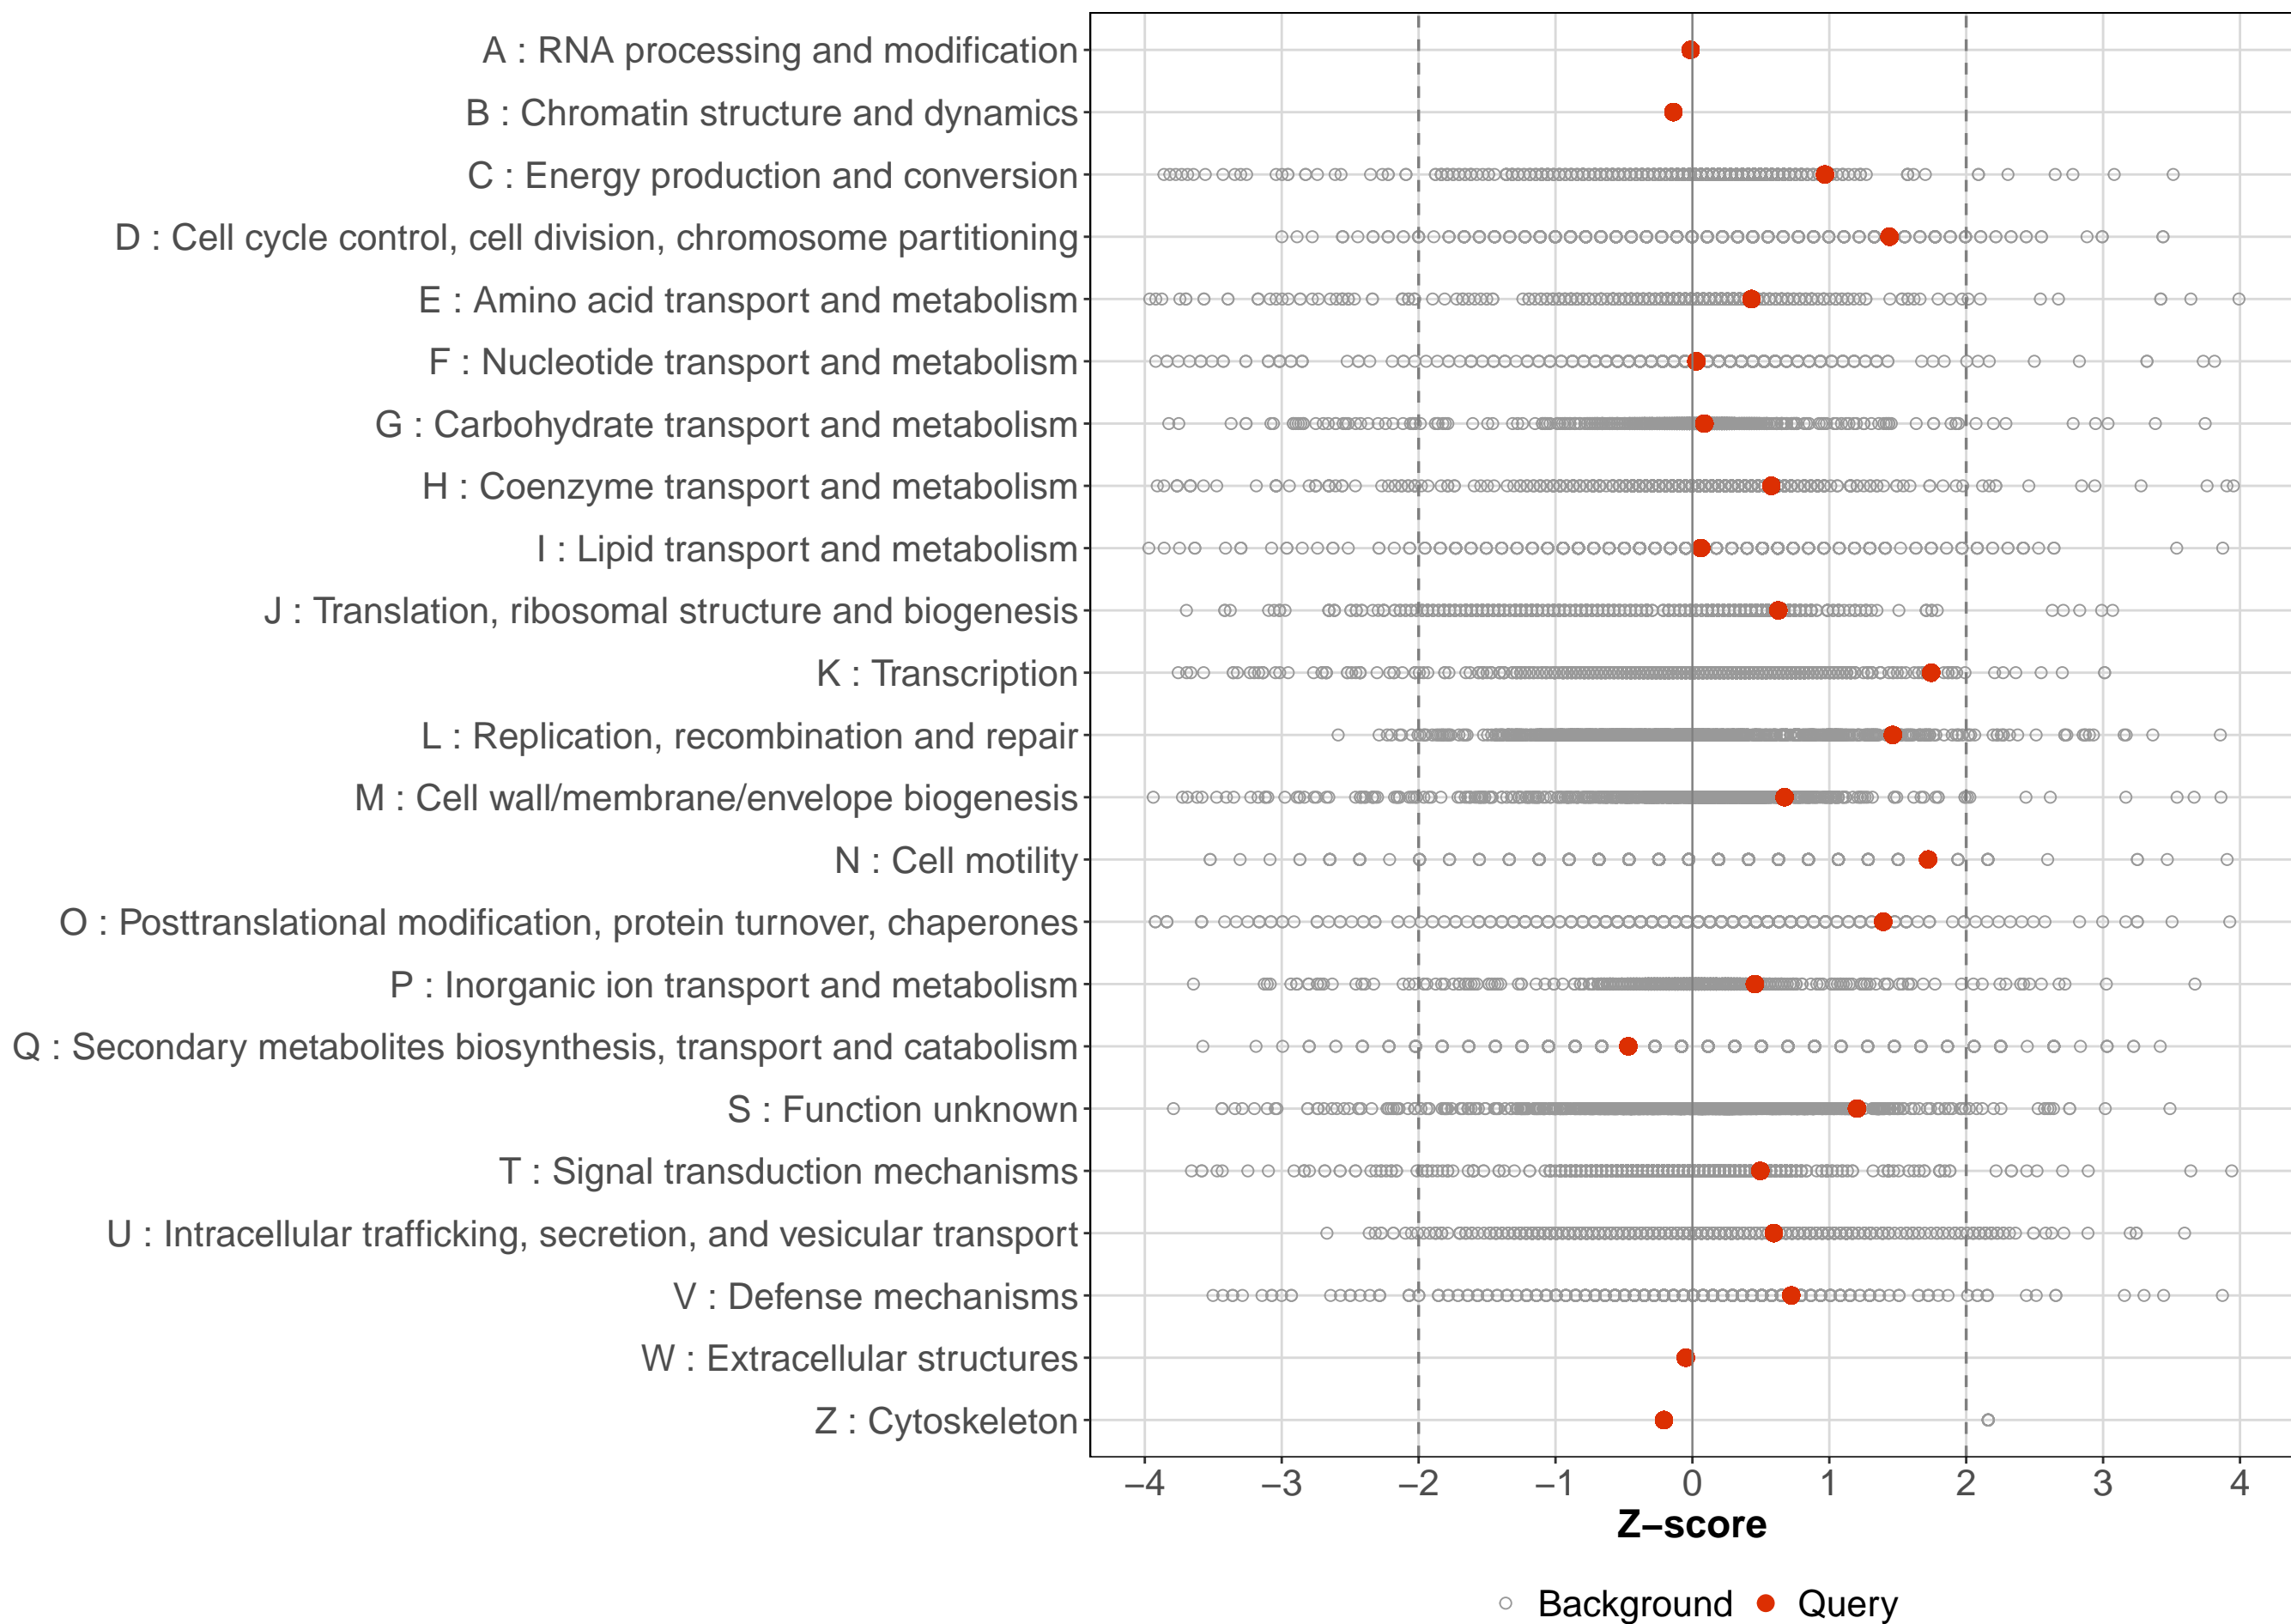 A : RNA processing and modification
B : Chromatin structure and dynamics
C : Energy production and conversion
D : Cell cycle control, cell division, chromosome partitioning
E : Amino acid transport and metabolism
F : Nucleotide transport and metabolism
G : Carbohydrate transport and metabolism
H : Coenzyme transport and metabolism
I : Lipid transport and metabolism
J : Translation, ribosomal structure and biogenesis
K : Transcription
L : Replication, recombination and repair
M : Cell wall/membrane/envelope biogenesis
N : Cell motility
O : Posttranslational modification, protein turnover, chaperones
P : Inorganic ion transport and metabolism
Q : Secondary metabolites biosynthesis, transport and catabolism
S : Function unknown
T : Signal transduction mechanisms
U : Intracellular trafficking, secretion, and vesicular transport
V : Defense mechanisms
W : Extracellular structures
Z : Cytoskeleton
−4 −3 −2 −1 0 1 2 3 4
Z−score
Background Query